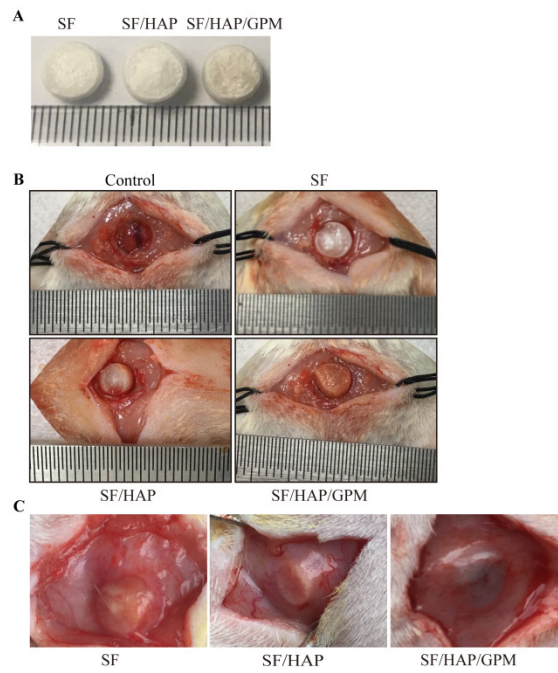 A
SF SF/HAP SF/HAP/GPM
B
Control SF
SF/HAP SF/HAP/GPM
C
SF SF/HAP SF/HAP/GPM